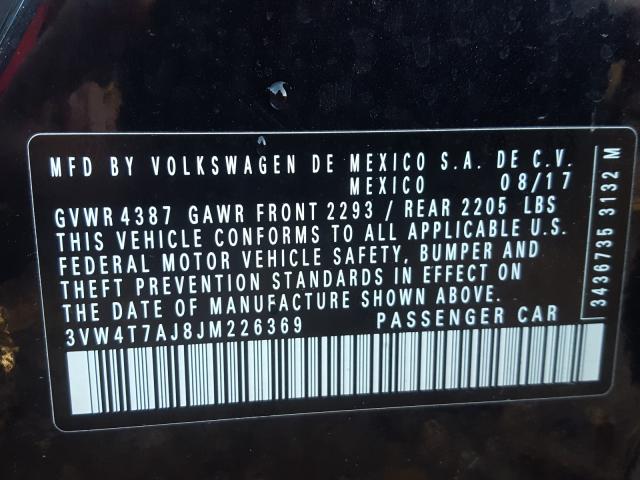 MFD BY VOLKSWAGEN DE MEXICO S.A. DE C.V.
MEXICO 08/17
GVWR 4387 GAWR FRONT 2293 / REAR 2205 LBS
THIS VEHICLE CONFORMS TO ALL APPLICABLE U.S.
FEDERAL MOTOR VEHICLE SAFETY, BUMPER AND
THEFT PREVENTION STANDARDS IN EFFECT ON
THE DATE OF MANUFACTURE SHOWN ABOVE.
3VW4T7AJ8JM226369 PASSENGER CAR
3436735 3132 M